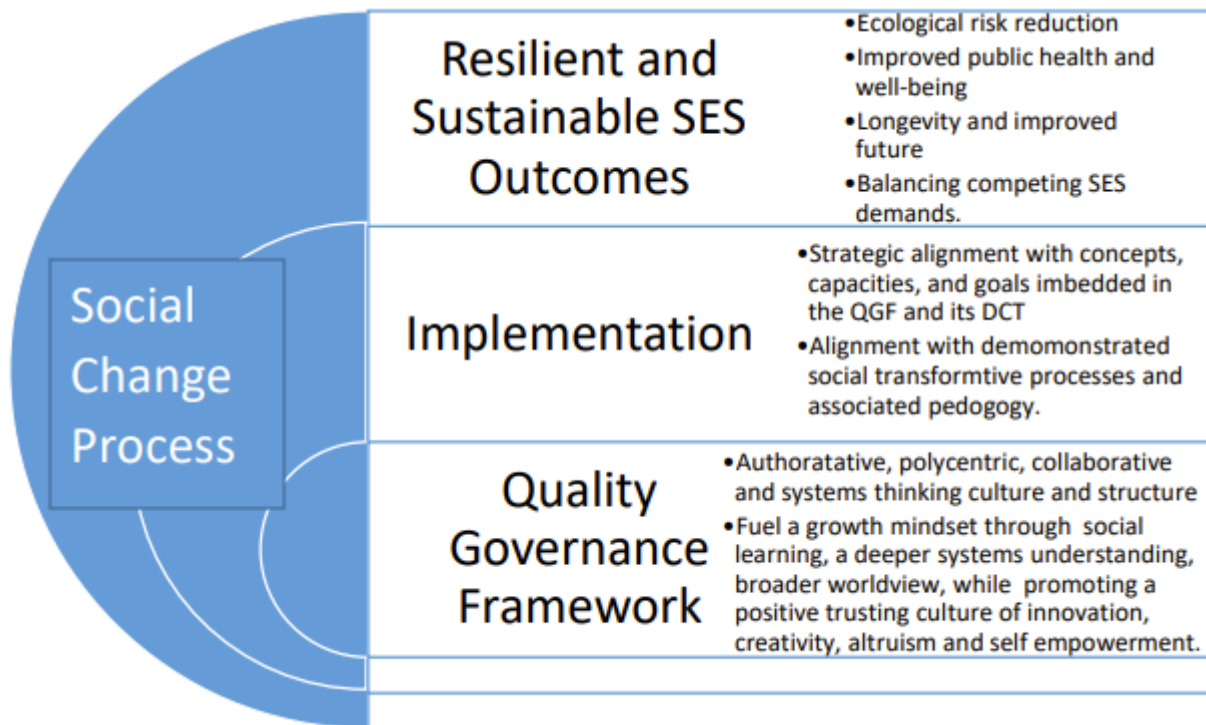 Social
Change
Process
Resilient and
Sustainable SES
Outcomes
•Ecological risk reduction
•Improved public health and
well-being
•Longevity and improved
future
•Balancing competing SES
demands.
Implementation
•Strategic alignment with concepts,
capacities, and goals imbedded in
the QGF and its DCT
•Alignment with demomonstrated
social transformtive processes and
associated pedogogy.
Quality
Governance
Framework
•Authoratative, polycentric, collaborative
and systems thinking culture and structure
•Fuel a growth mindset through social
learning, a deeper systems understanding,
broader worldview, while promoting a
positive trusting culture of innovation,
creativity, altruism and self empowerment.